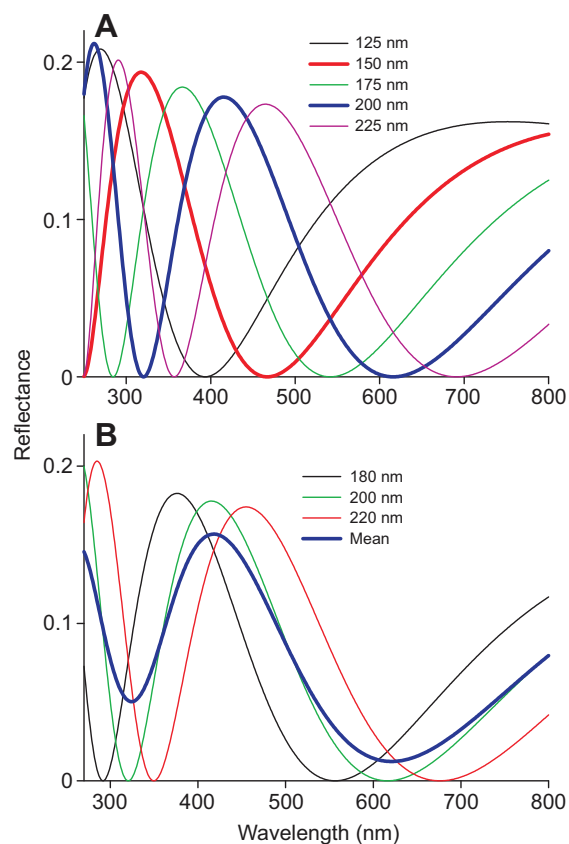 A
125 nm
150 nm
175 nm
200 nm
225 nm
0.2
0.1
0
300 400 500 600 700 800
Reflectance
B
180 nm
200 nm
220 nm
Mean
0.2
0.1
0
300 400 500 600 700 800
Wavelength (nm)